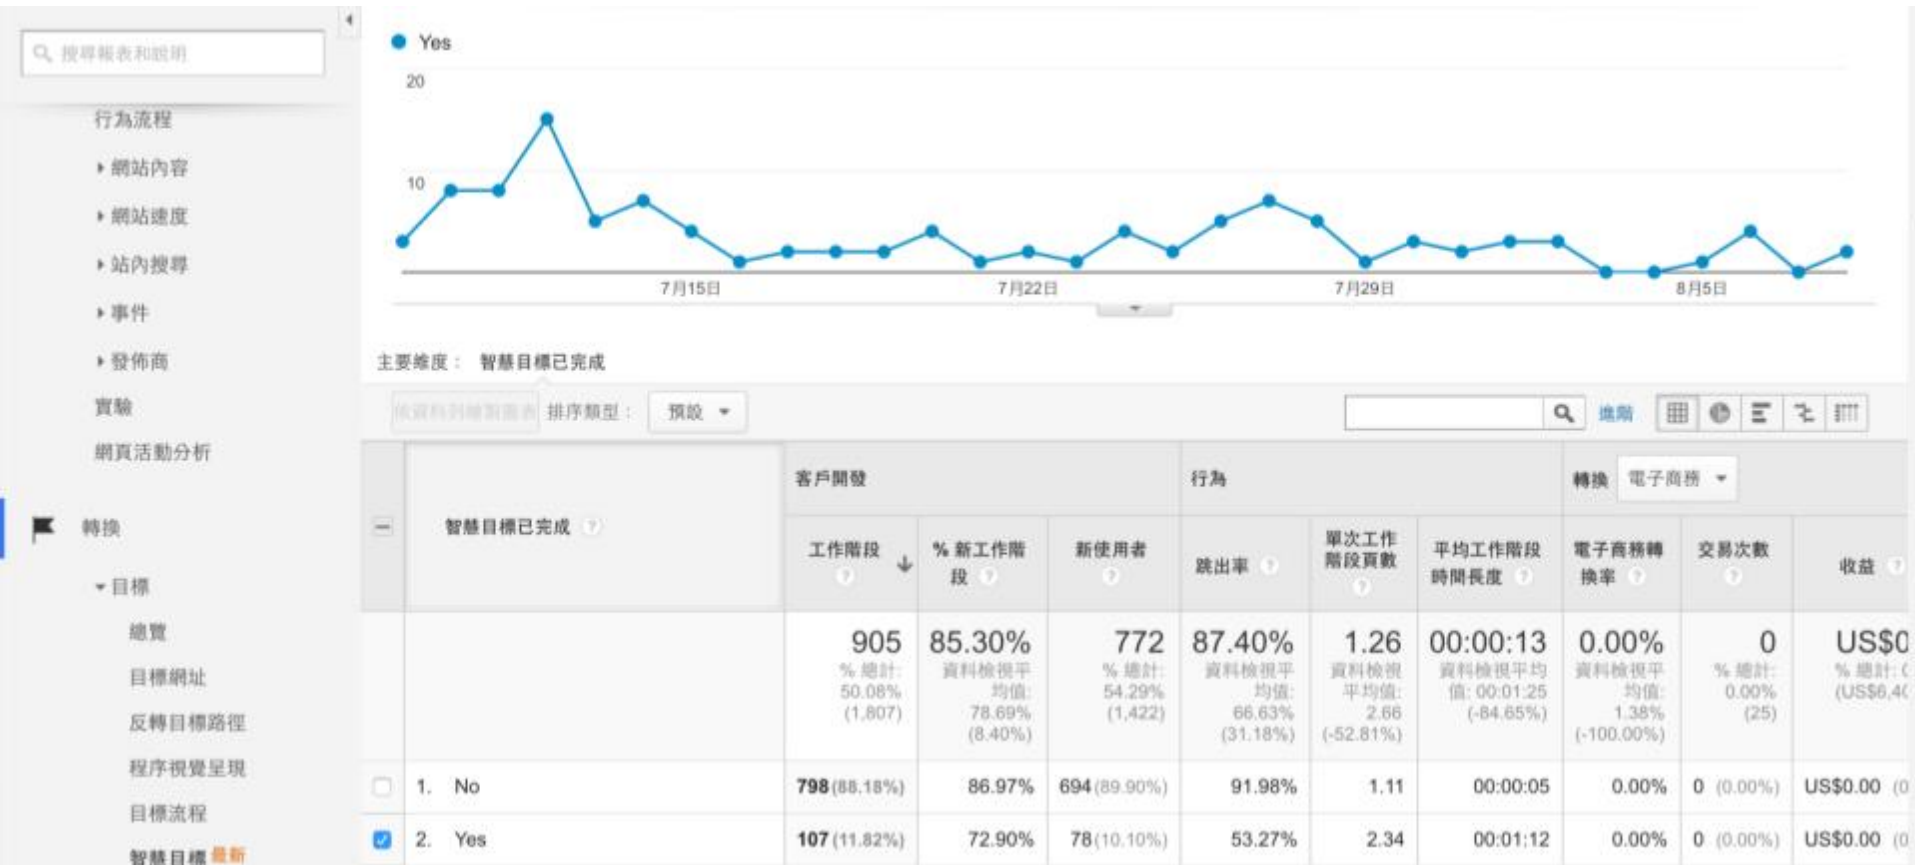 搜尋報表和說明
行為流程
網站內容
網站速度
站內搜尋
事件
發佈商
實驗
網頁活動分析
轉換
目標
總覽
目標網址
反轉目標路徑
程序視覺呈現
目標流程
智慧目標 最新
Yes
20
10
7月15日 7月22日 7月29日 8月5日
主要維度： 智慧目標已完成
排序類型： 預設 進階
智慧目標已完成
客戶開發 行為 轉換 電子商務
工作階段 % 新工作階段 新使用者 跳出率 單次工作階段頁數 平均工作階段時間長度 電子商務轉換率 交易次數 收益
905 85.30% 772 87.40% 1.26 00:00:13 0.00% 0 US$0
% 總計: 50.08% (1,807) 資料檢視平均值: 78.69% (8.40%) % 總計: 54.29% (1,422) 資料檢視平均值: 66.63% (31.18%) 資料檢視平均值: 2.66 (-52.81%) 資料檢視平均值: 00:01:25 (-84.65%) 資料檢視平均值: 1.38% (-100.00%) % 總計: 0.00% (25) % 總計: (US$6,4
1. No 798 (88.18%) 86.97% 694 (89.90%) 91.98% 1.11 00:00:05 0.00% 0 (0.00%) US$0.00 (0
2. Yes 107 (11.82%) 72.90% 78 (10.10%) 53.27% 2.34 00:01:12 0.00% 0 (0.00%) US$0.00 (0